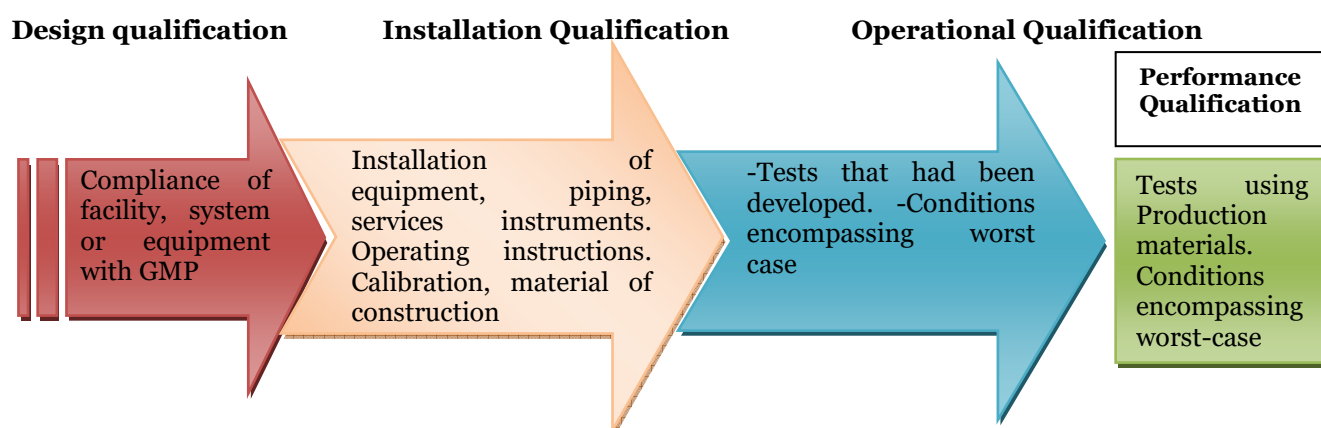 Design qualification
Installation Qualification
Operational Qualification
Performance
Qualification
Compliance of
facility, system
or equipment
with GMP
Installation of
equipment, piping,
services instruments.
Operating instructions.
Calibration, material of
construction
-Tests that had been
developed. -Conditions
encompassing worst
case
Tests using
Production
materials.
Conditions
encompassing
worst-case